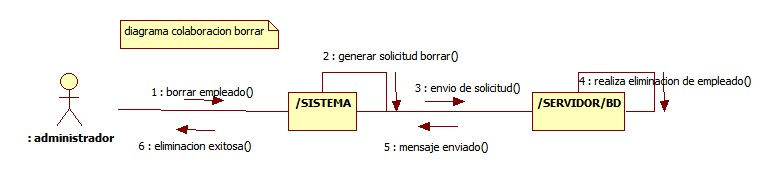 diagrama colaboracion borrar
2 : generar solicitud borrar()
1 : borrar empleado()
3 : envio de solicitud()
4 : realiza eliminacion de empleado()
/SISTEMA
/SERVIDOR/BD
: administrador
6 : eliminacion exitosa()
5 : mensaje enviado()